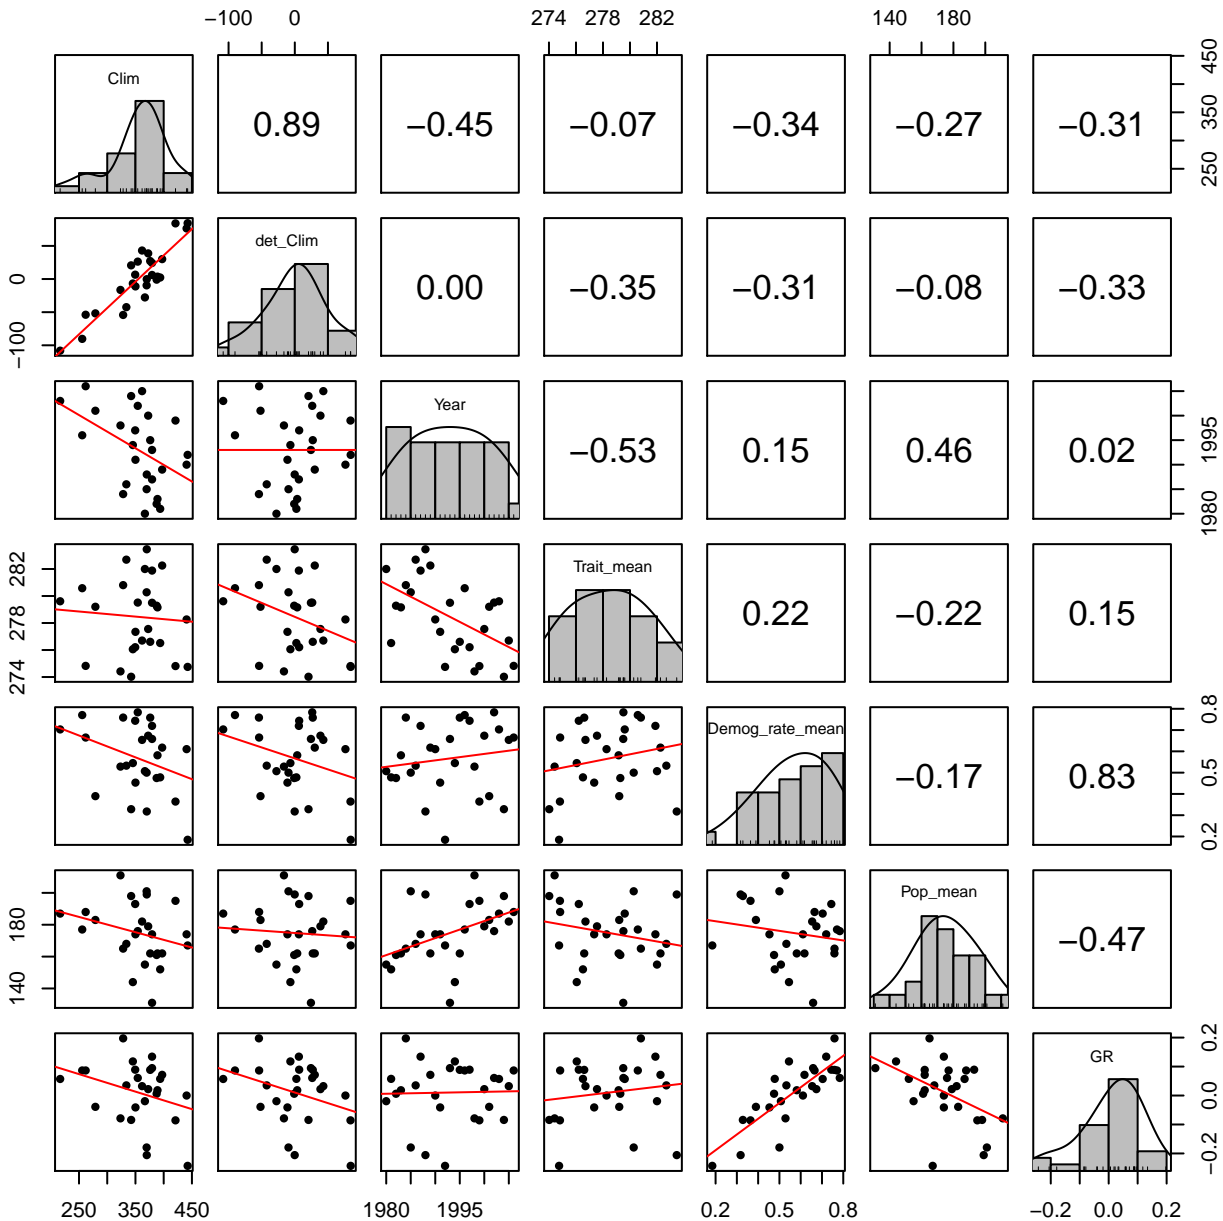 −100 0 274 278 282 140 180
Clim 0.89 −0.45 −0.07 −0.34 −0.27 −0.31 250 350 450
−100 0 det_Clim 0.00 −0.35 −0.31 −0.08 −0.33
Year −0.53 0.15 0.46 0.02 1980 1995
274 278 282 Trait_mean 0.22 −0.22 0.15
Demog_rate_mean −0.17 0.83 0.2 0.5 0.8
140 180 Pop_mean −0.47
GR −0.2 0.0 0.2
250 350 450 1980 1995 0.2 0.5 0.8 −0.2 0.0 0.2